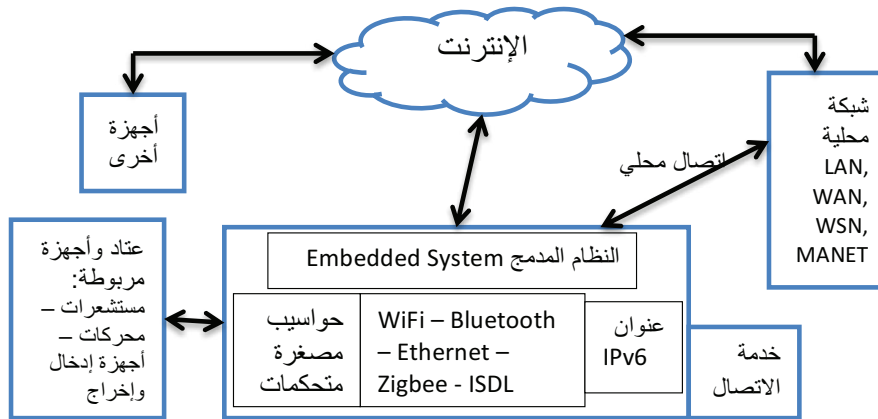 الإنترنت
أجهزة
أخرى
شبكة
محلية
LAN,
WAN,
WSN,
MANET
اتصال محلي
عتاد وأجهزة
مربوطة:
مستشعرات –
محركات –
أجهزة إدخال
وإخراج
النظام المدمج Embedded System
حواسيب
مصغرة
متحكمات
WiFi – Bluetooth
– Ethernet –
Zigbee - ISDL
عنوان
IPv6
خدمة
الاتصال